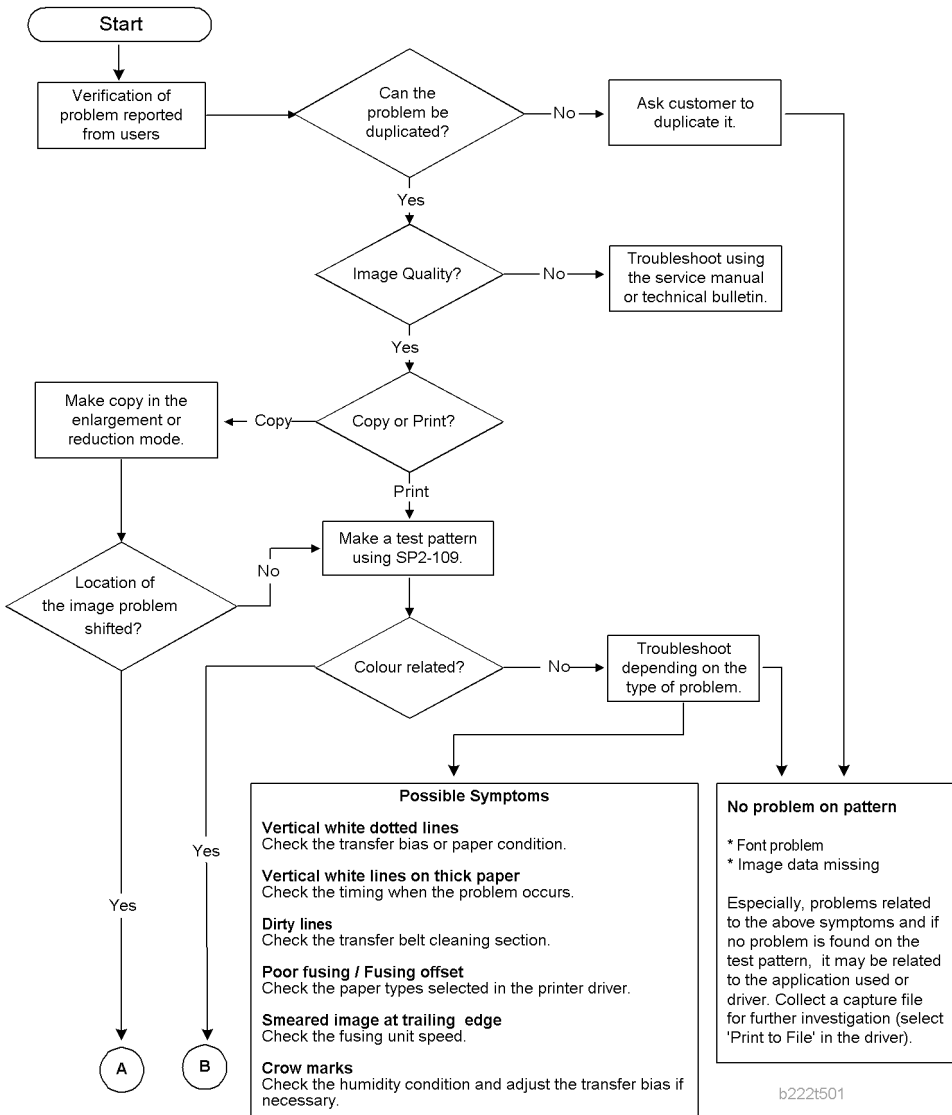 Start
Verification of
problem reported
from users
Can the
problem be
duplicated?
No
Ask customer to
duplicate it.
Yes
Image Quality?
No
Troubleshoot using
the service manual
or technical bulletin.
Yes
Make copy in the
enlargement or
reduction mode.
Copy
Copy or Print?
Print
Make a test pattern
using SP2-109.
No
Location of
the image problem
shifted?
Colour related?
No
Troubleshoot
depending on the
type of problem.
Yes
Yes
A
B
Possible Symptoms
Vertical white dotted lines
Check the transfer bias or paper condition.
Vertical white lines on thick paper
Check the timing when the problem occurs.
Dirty lines
Check the transfer belt cleaning section.
Poor fusing / Fusing offset
Check the paper types selected in the printer driver.
Smeared image at trailing edge
Check the fusing unit speed.
Crow marks
Check the humidity condition and adjust the transfer bias if
necessary.
No problem on pattern
* Font problem
* Image data missing
Especially, problems related
to the above symptoms and if
no problem is found on the
test pattern, it may be related
to the application used or
driver. Collect a capture file
for further investigation (select
'Print to File' in the driver).
b222t501